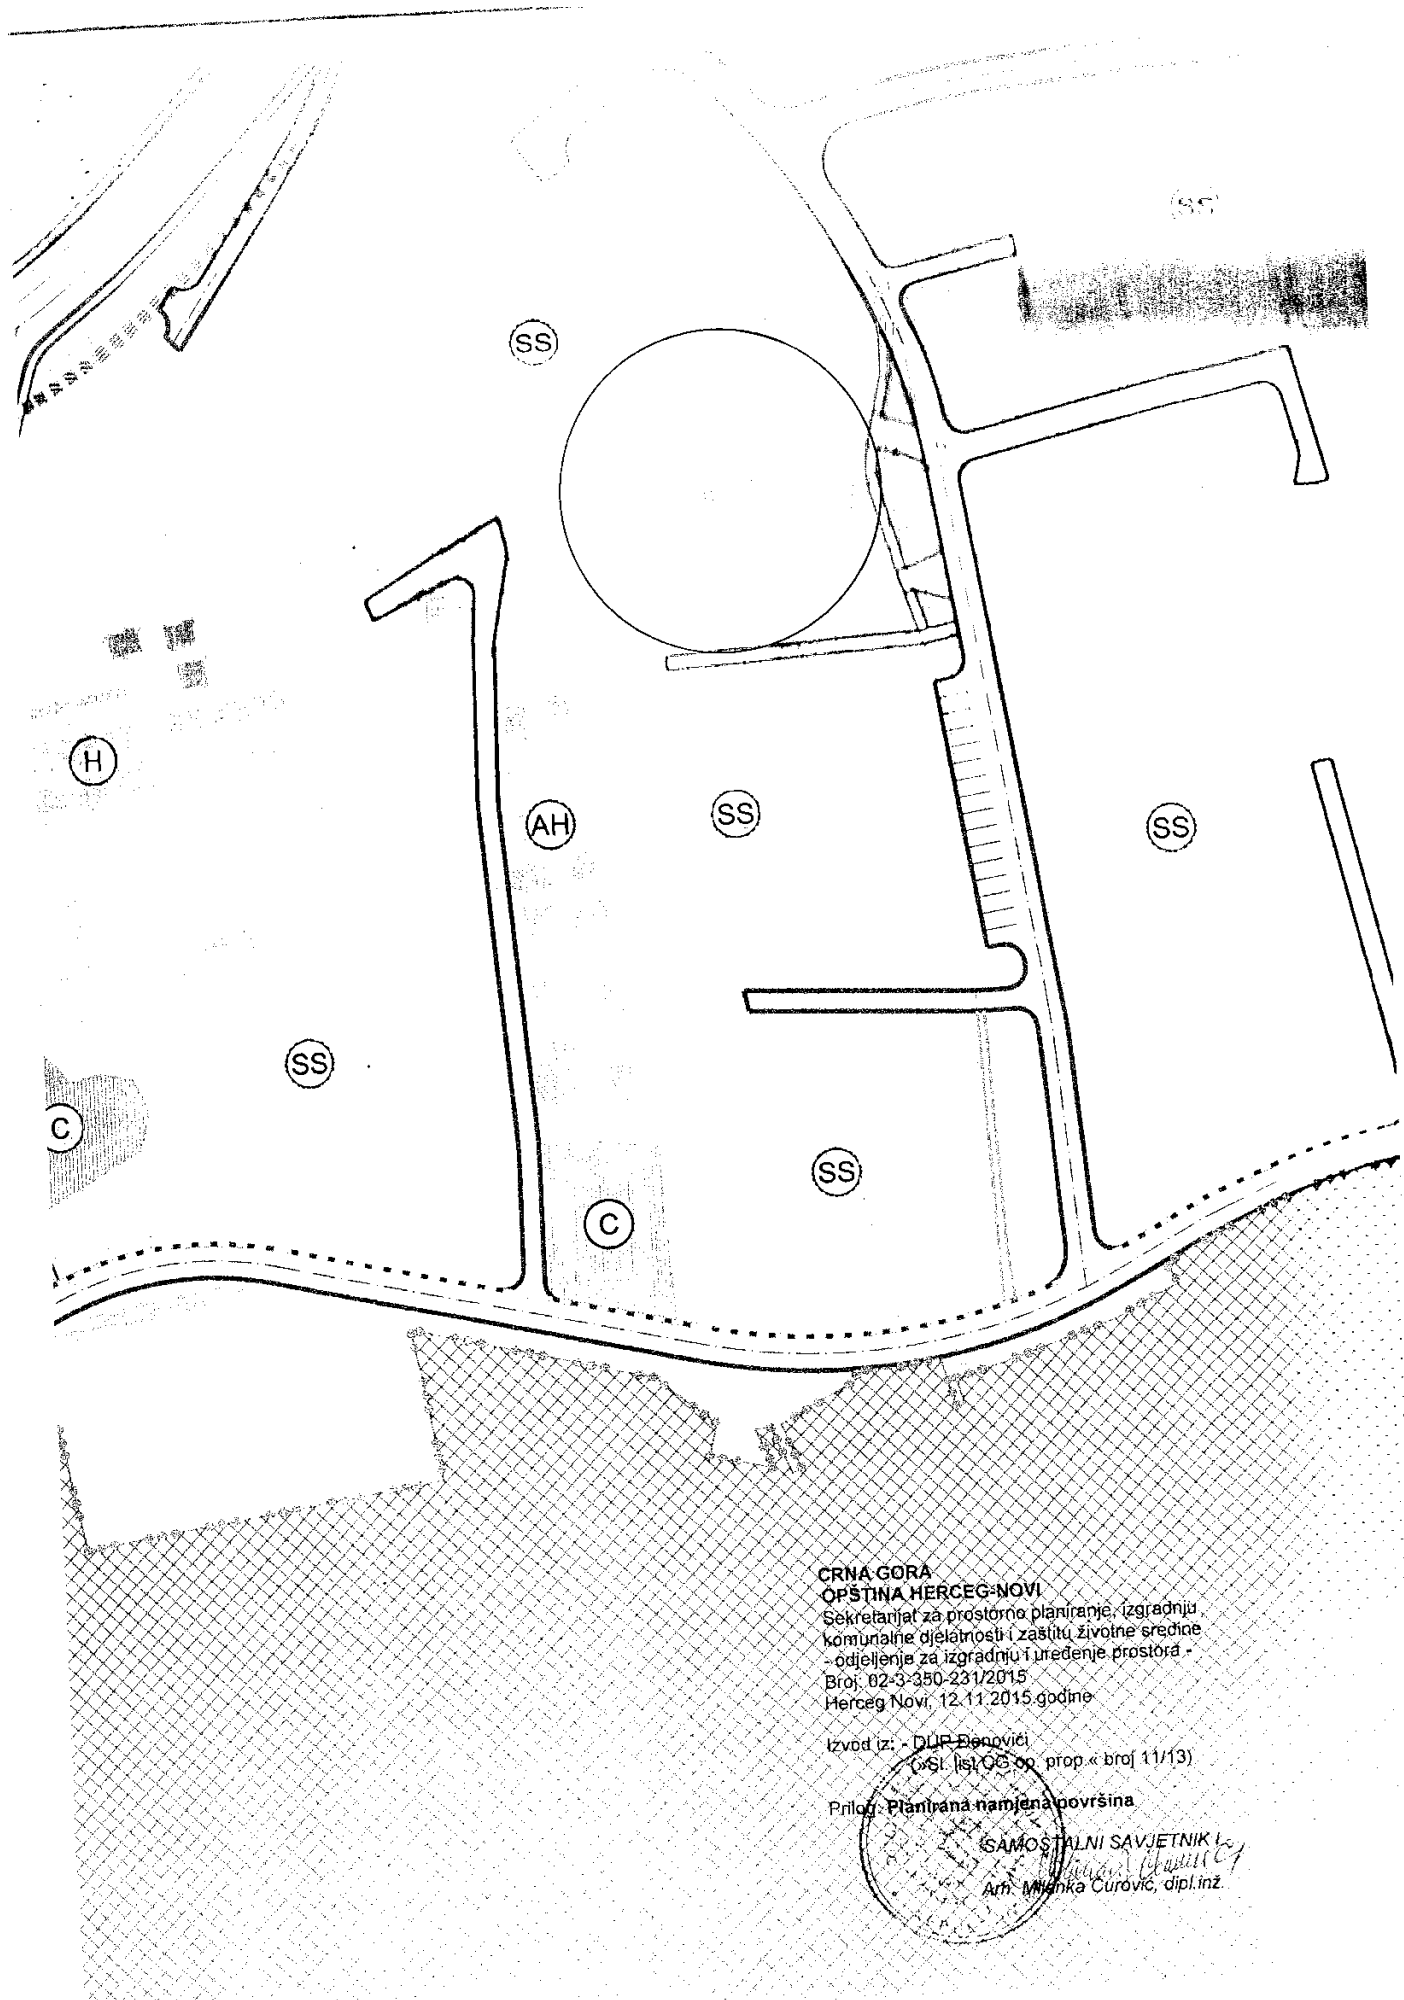 (SS)
SS
H
AH
SS
SS
SS
C
SS
C
CRNA GORA
OPŠTINA HERCEG-NOVI
Sekretarijat za prostorno planiranje, izgradnju,
komunalne djelatnosti i zaštitu životne sredine
- odjeljenje za izgradnju i uređenje prostora -
Broj: 02-3-350-231/2015
Herceg Novi, 12.11.2015.godine
Izvod iz: - DUP Đenovići
(»Sl. list CG op. prop.« broj 11/13)
Prilog: Planirana namjena površina
SAMOSTALNI SAVJETNIK I
Arh. Milenka Čurović, dipl.inž.